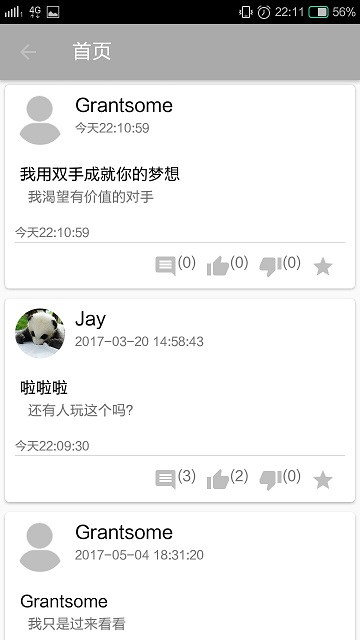 4G 22:11 56%
首页
Grantsome
今天22:10:59
我用双手成就你的梦想
我渴望有价值的对手
今天22:10:59
(0) (0) (0)
Jay
2017-03-20 14:58:43
啦啦啦
还有人玩这个吗?
今天22:09:30
(3) (2) (0)
Grantsome
2017-05-04 18:31:20
Grantsome
我只是过来看看